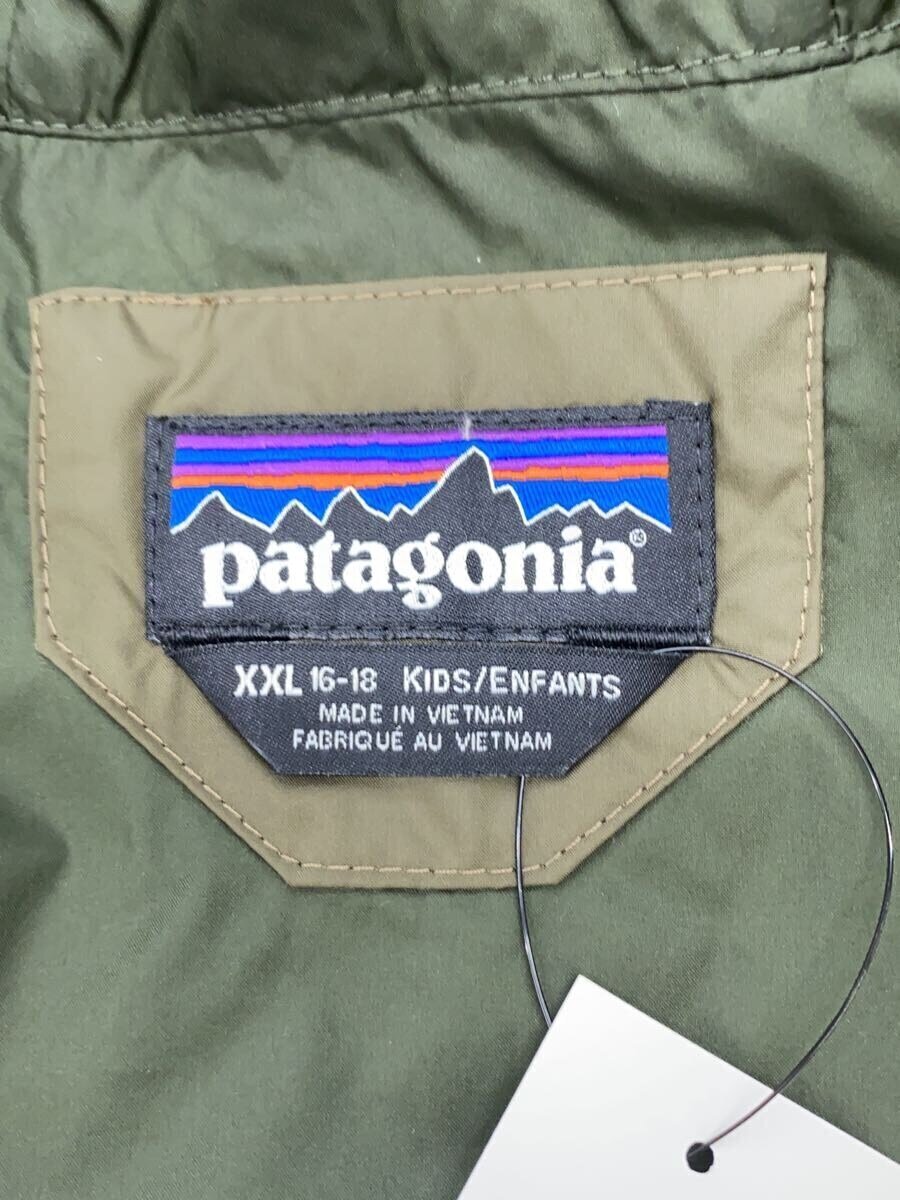 patagonia®
XXL 16-18 KIDS/ENFANTS
MADE IN VIETNAM
FABRIQUÉ AU VIETNAM